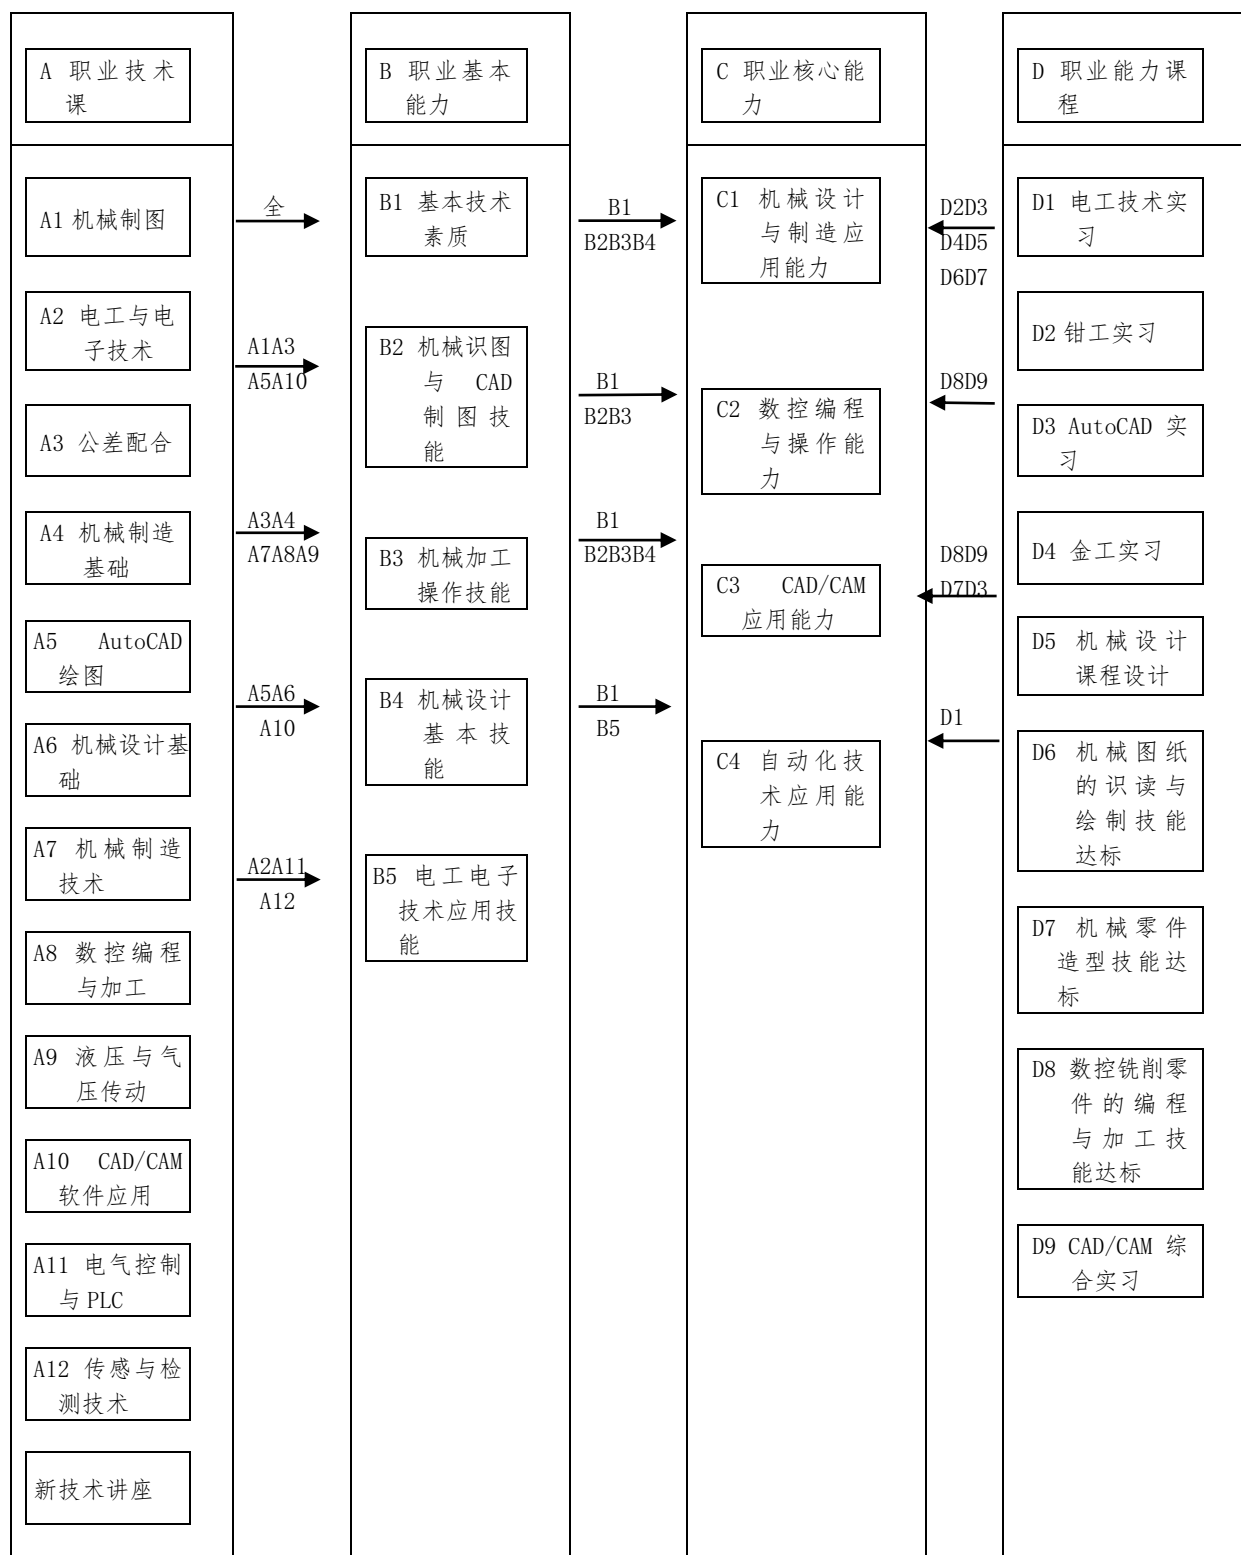 A 职业技术
课
A1 机械制图
A2 电工与电
子技术
A3 公差配合
A4 机械制造
基础
A5 AutoCAD
绘图
A6 机械设计基
础
A7 机械制造
技术
A8 数控编程
与加工
A9 液压与气
压传动
A10 CAD/CAM
软件应用
A11 电气控制
与 PLC
A12 传感与检
测技术
新技术讲座
全
A1A3
A5A10
A3A4
A7A8A9
A5A6
A10
A2A11
A12
B 职业基本
能力
B1 基本技术
素质
B2 机械识图
与 CAD
制图技
能
B3 机械加工
操作技能
B4 机械设计
基本技
能
B5 电工电子
技术应用技
能
B1
B2B3B4
B1
B2B3
B1
B2B3B4
B1
B5
C 职业核心能
力
C1 机械设计
与制造应
用能力
C2 数控编程
与操作能
力
C3 CAD/CAM
应用能力
C4 自动化技
术应用能
力
D2D3
D4D5
D6D7
D8D9
D8D9
D7D3
D1
D 职业能力课
程
D1 电工技术实
习
D2 钳工实习
D3 AutoCAD 实
习
D4 金工实习
D5 机械设计
课程设计
D6 机械图纸
的识读与
绘制技能
达标
D7 机械零件
造型技能达
标
D8 数控铣削零
件的编程
与加工技
能达标
D9 CAD/CAM 综
合实习